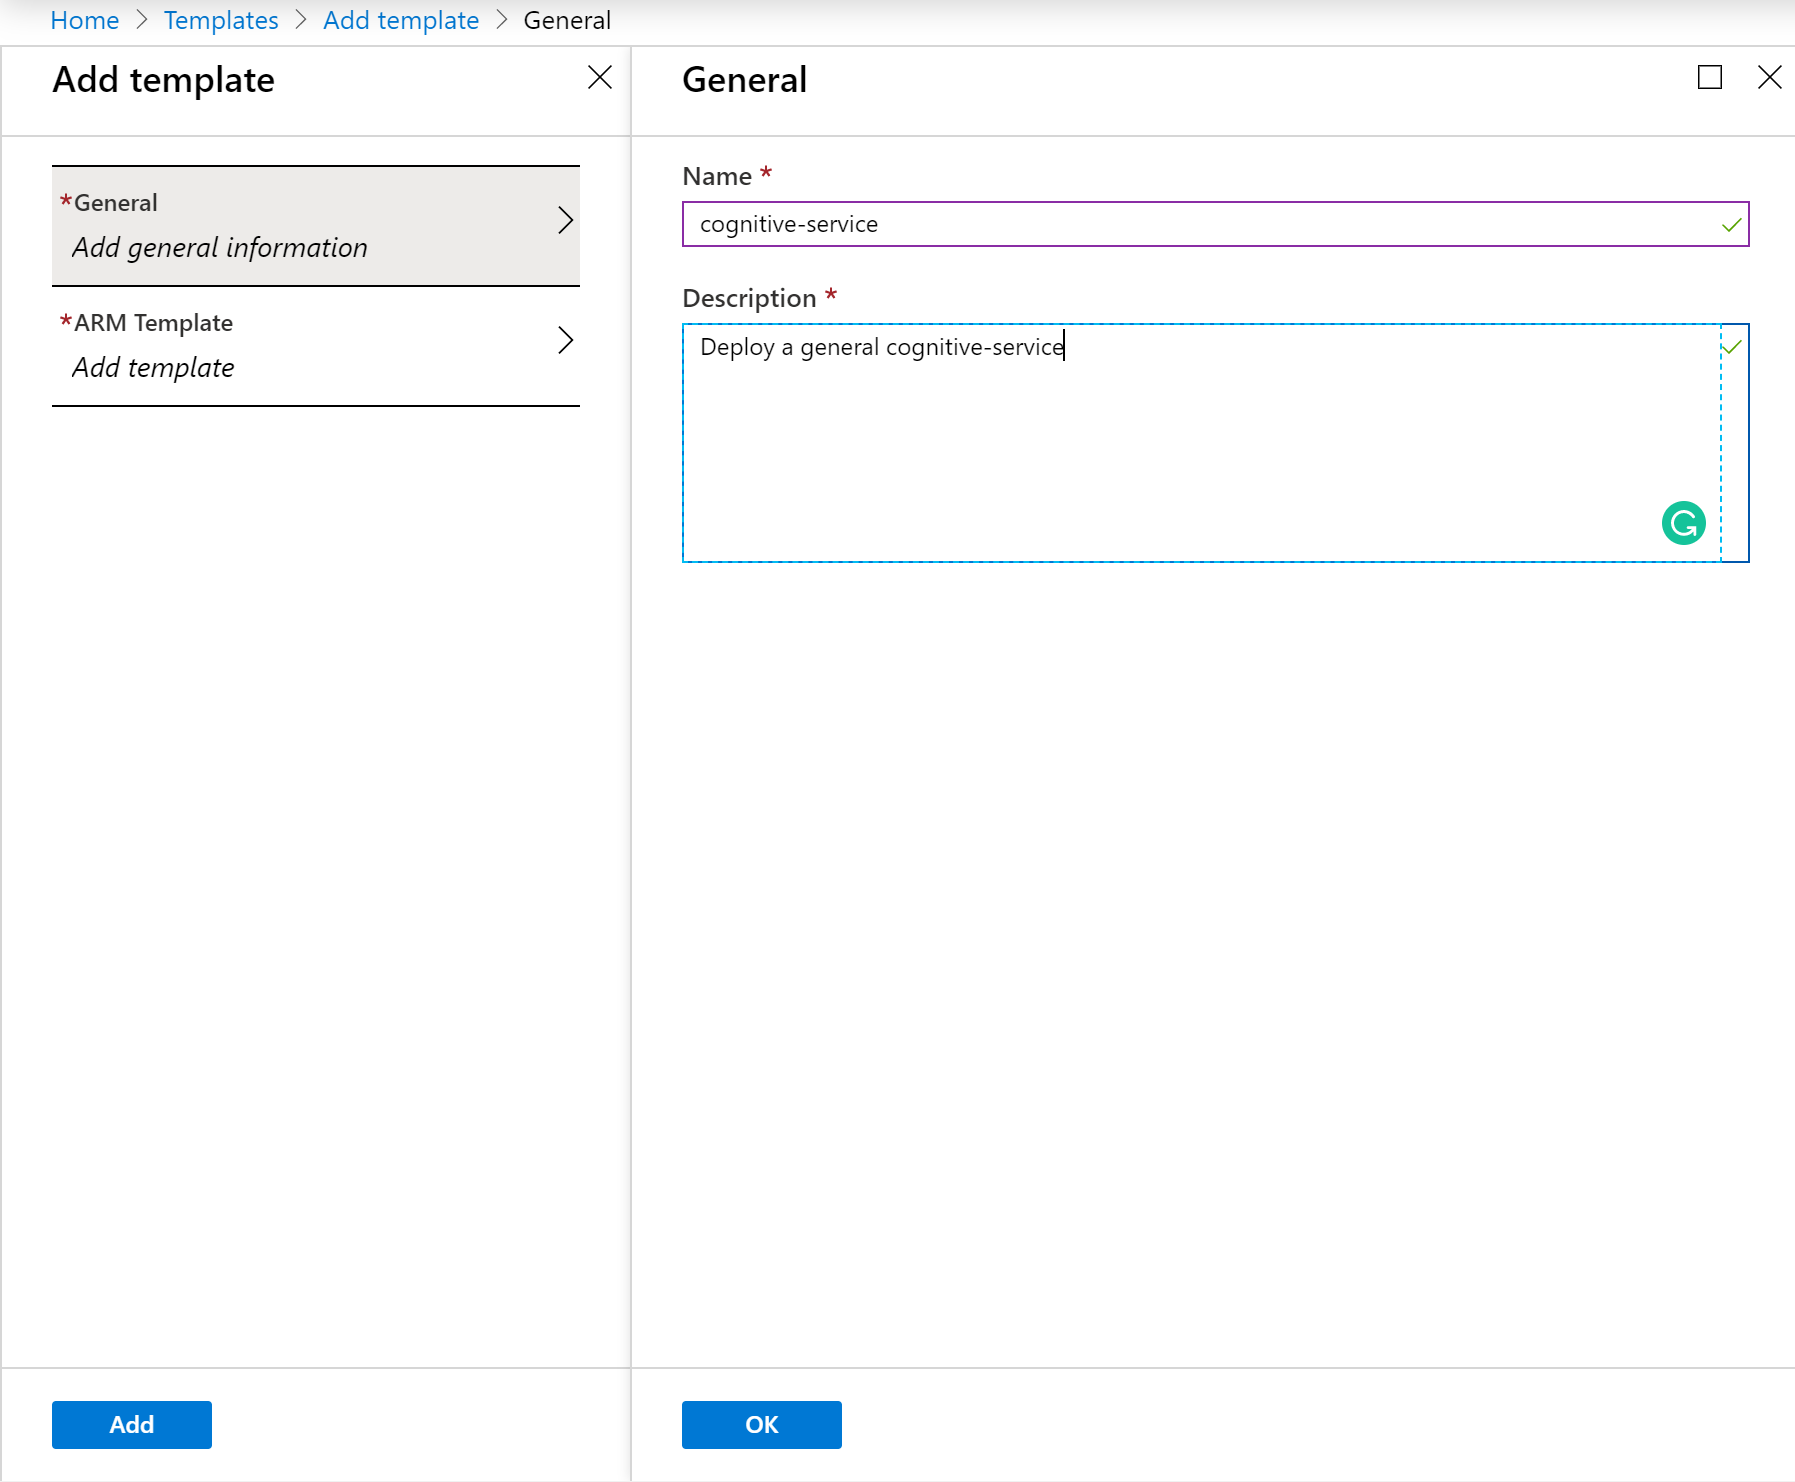 Home > Templates > Add template > General
Add template
General
*General
Add general information
*ARM Template
Add template
Name *
cognitive-service
Description *
Deploy a general cognitive-service
Add
OK